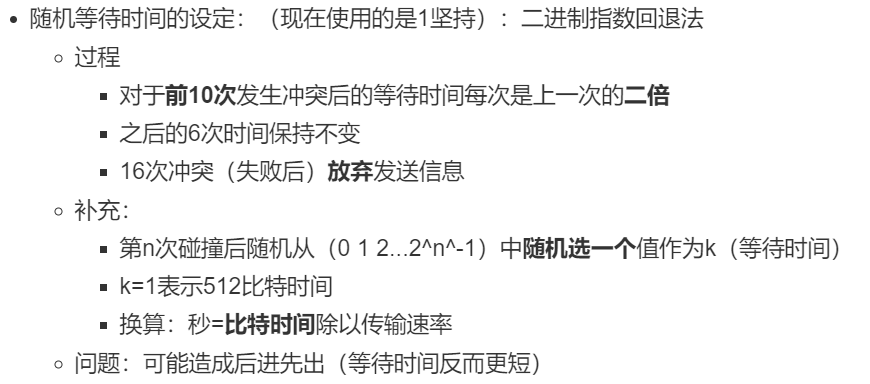 随机等待时间的设定：（现在使用的是1坚持）：二进制指数回退法
过程
对于前10次发生冲突后的等待时间每次是上一次的二倍
之后的6次时间保持不变
16次冲突（失败后）放弃发送信息
补充：
第n次碰撞后随机从（0 1 2...2^n^-1）中随机选一个值作为k（等待时间）
k=1表示512比特时间
换算：秒=比特时间除以传输速率
问题：可能造成后进先出（等待时间反而更短）